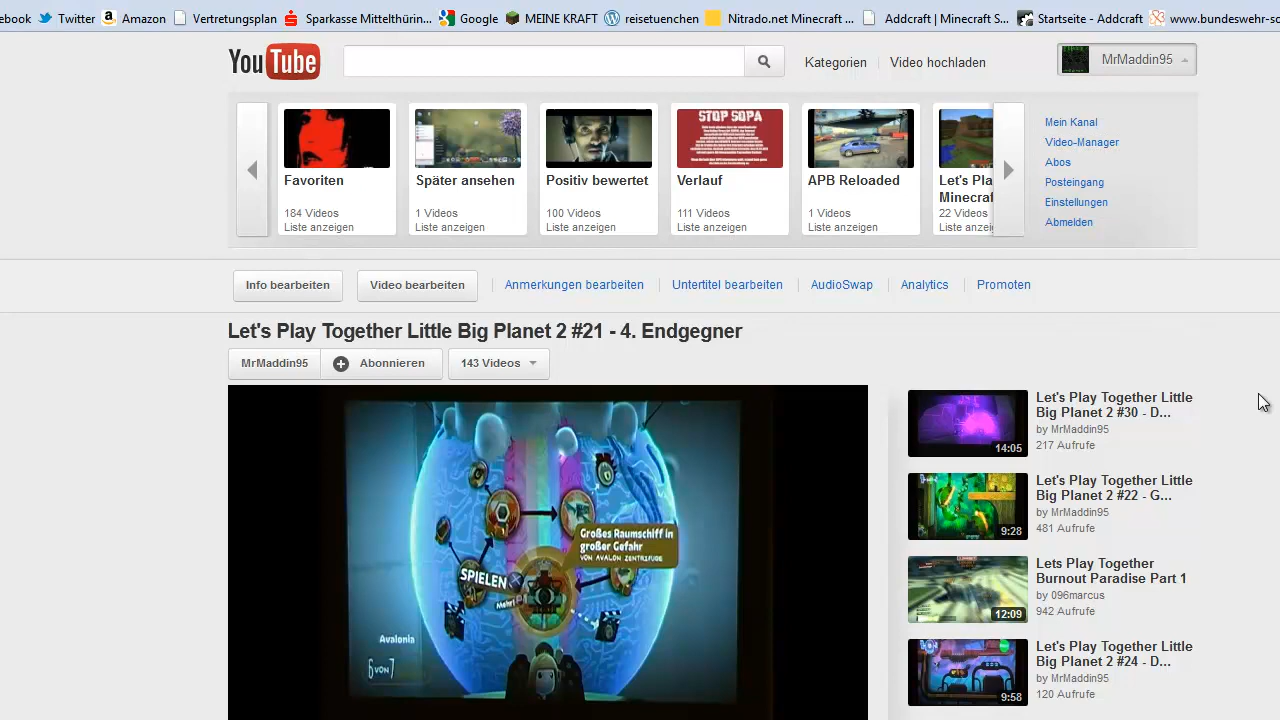 ebook Twitter Amazon Vertretungsplan Sparkasse Mittelthürin... Google MEINE KRAFT reisetuenchen Nitrado.net Minecraft ... Addcraft | Minecraft S... Startseite - Addcraft www.bundeswehr-sc
YouTube Kategorien Video hochladen MrMaddin95
STOP SOPA
Favoriten Später ansehen Positiv bewertet Verlauf APB Reloaded Let's Pla
Minecraf
184 Videos 1 Videos 100 Videos 111 Videos 1 Videos 22 Videos
Liste anzeigen Liste anzeigen Liste anzeigen Liste anzeigen Liste anzeigen Liste anzei
Mein Kanal
Video-Manager
Abos
Posteingang
Einstellungen
Abmelden
Info bearbeiten Video bearbeiten Anmerkungen bearbeiten Untertitel bearbeiten AudioSwap Analytics Promoten
Let's Play Together Little Big Planet 2 #21 - 4. Endgegner
MrMaddin95 Abonnieren 143 Videos
Großes Raumschiff in
großer Gefahr
VON AVALON ZENTRIFUGE
SPIELEN
Mehr!
Avalonia
6 VON 7
Let's Play Together Little
Big Planet 2 #30 - D...
by MrMaddin95
217 Aufrufe
14:05
Let's Play Together Little
Big Planet 2 #22 - G...
by MrMaddin95
481 Aufrufe
9:28
Lets Play Together
Burnout Paradise Part 1
by 096marcus
942 Aufrufe
12:09
Let's Play Together Little
Big Planet 2 #24 - D...
by MrMaddin95
120 Aufrufe
9:58